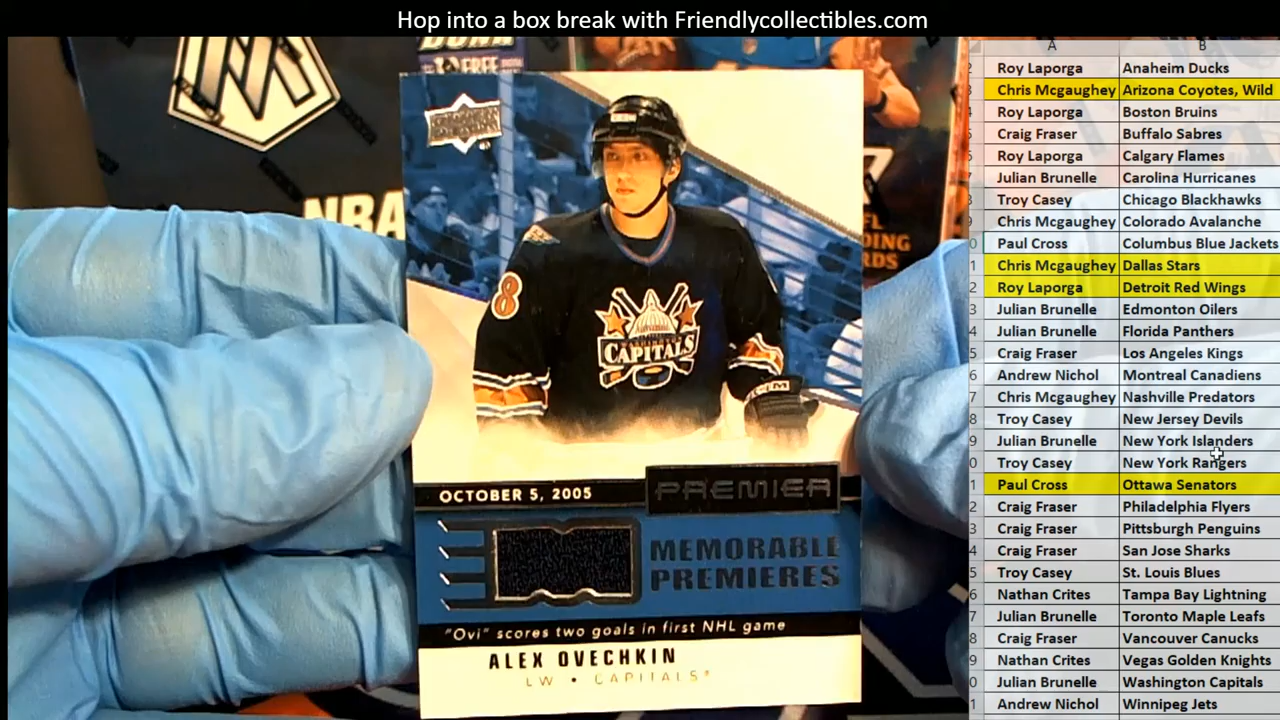 Hop into a box break with Friendlycollectibles.com
FREE
NBA
8
CAPITALS
OCTOBER 5, 2005
PREMIER
MEMORABLE
PREMIERES
"Ovi" scores two goals in first NHL game
ALEX OVECHKIN
LW • CAPITALS
A B
Roy Laporga Anaheim Ducks
Chris Mcgaughey Arizona Coyotes, Wild
Roy Laporga Boston Bruins
Craig Fraser Buffalo Sabres
Roy Laporga Calgary Flames
Julian Brunelle Carolina Hurricanes
Troy Casey Chicago Blackhawks
Chris Mcgaughey Colorado Avalanche
Paul Cross Columbus Blue Jackets
Chris Mcgaughey Dallas Stars
Roy Laporga Detroit Red Wings
Julian Brunelle Edmonton Oilers
Julian Brunelle Florida Panthers
Craig Fraser Los Angeles Kings
Andrew Nichol Montreal Canadiens
Chris Mcgaughey Nashville Predators
Troy Casey New Jersey Devils
Julian Brunelle New York Islanders
Troy Casey New York Rangers
Paul Cross Ottawa Senators
Craig Fraser Philadelphia Flyers
Craig Fraser Pittsburgh Penguins
Craig Fraser San Jose Sharks
Troy Casey St. Louis Blues
Nathan Crites Tampa Bay Lightning
Julian Brunelle Toronto Maple Leafs
Craig Fraser Vancouver Canucks
Nathan Crites Vegas Golden Knights
Julian Brunelle Washington Capitals
Andrew Nichol Winnipeg Jets